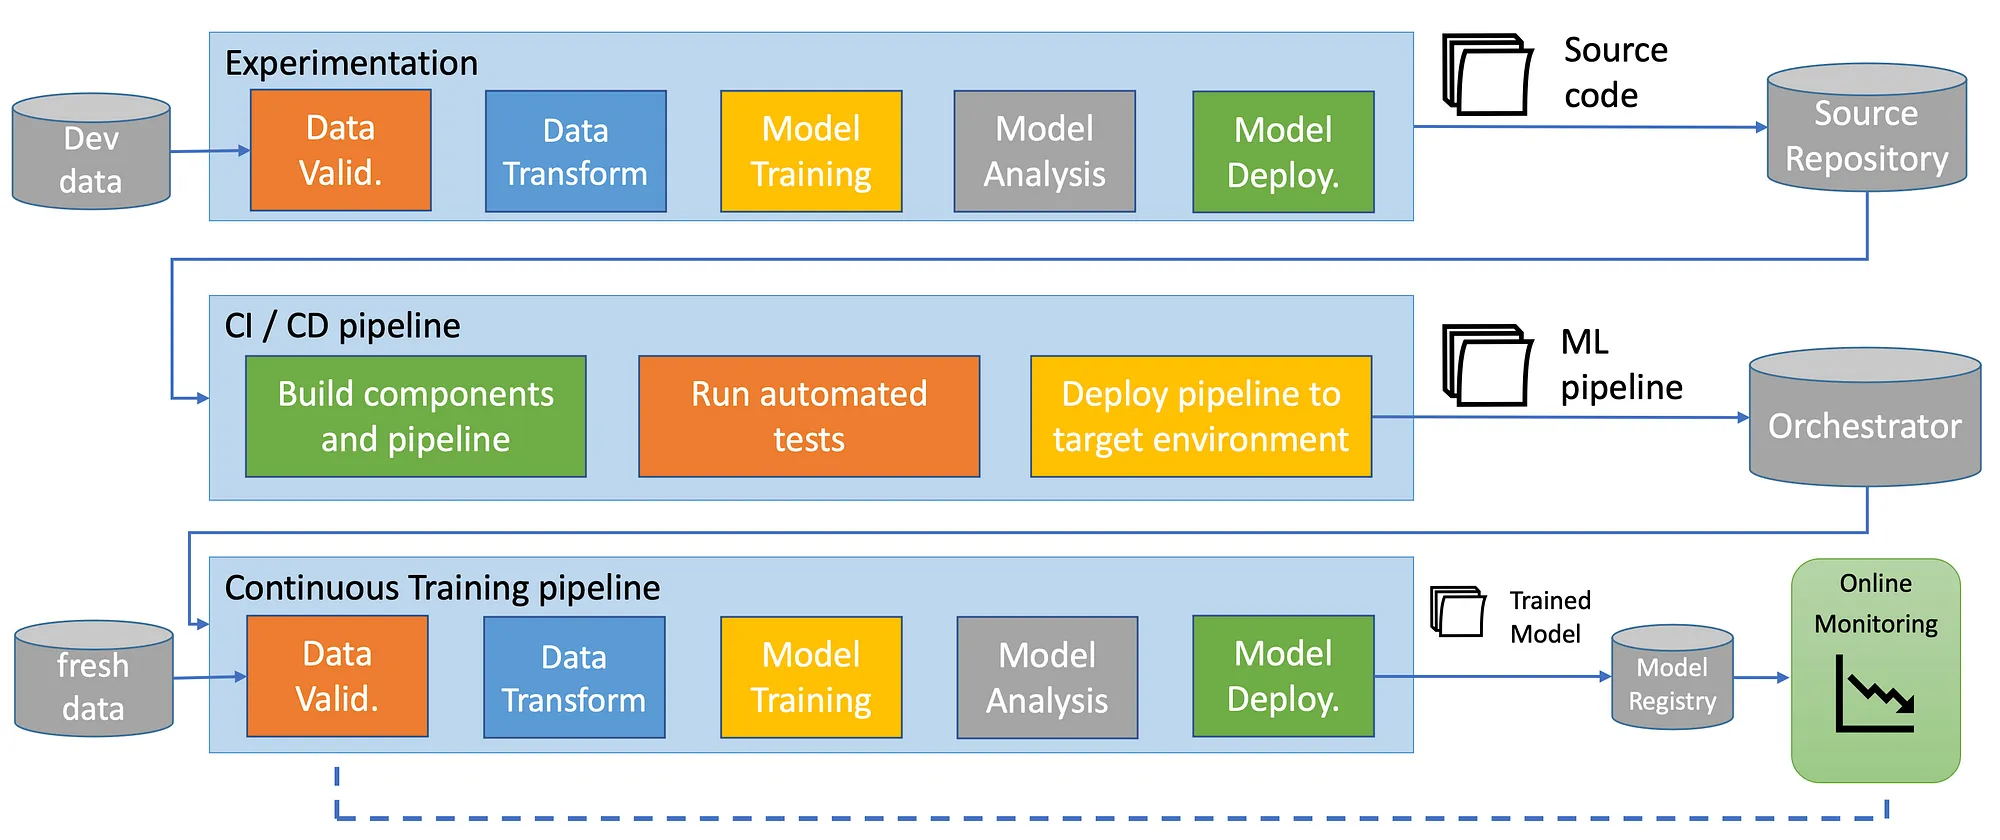 Experimentation
Dev
data
Data
Valid.
Data
Transform
Model
Training
Model
Analysis
Model
Deploy.
Source
code
Source
Repository
CI / CD pipeline
Build components
and pipeline
Run automated
tests
Deploy pipeline to
target environment
ML
pipeline
Orchestrator
Continuous Training pipeline
fresh
data
Data
Valid.
Data
Transform
Model
Training
Model
Analysis
Model
Deploy.
Trained
Model
Model
Registry
Online
Monitoring